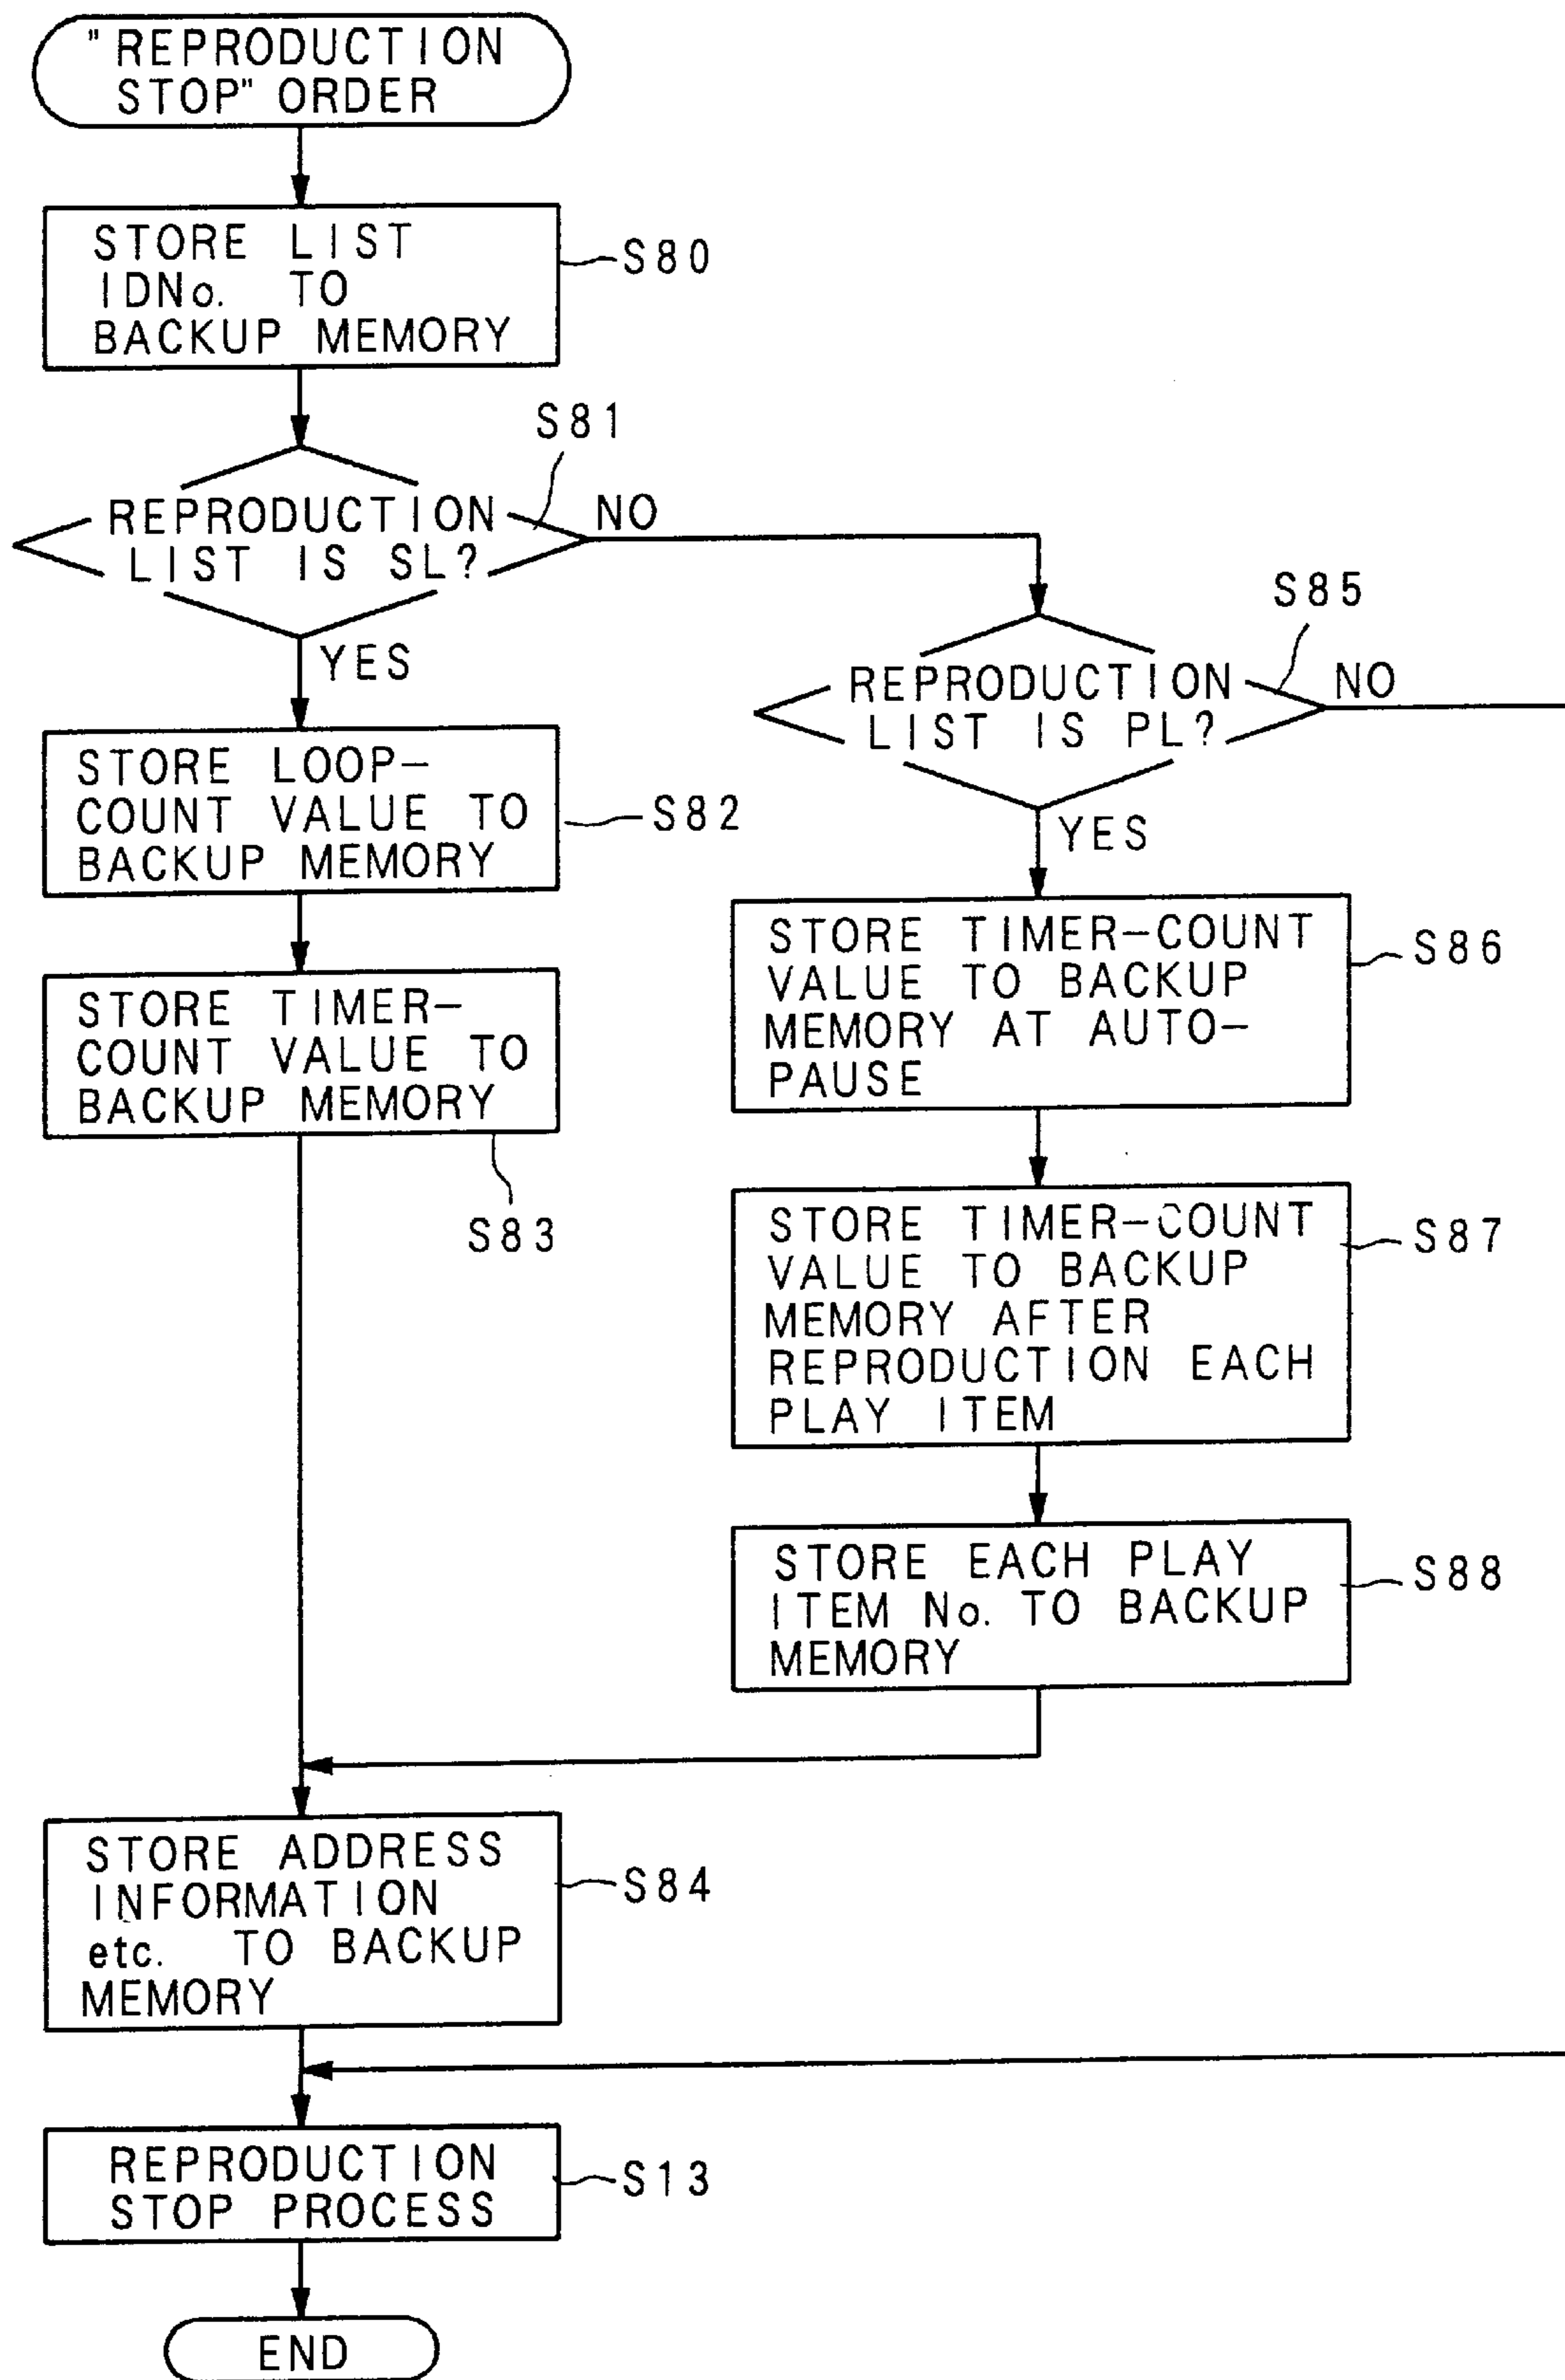 "REPRODUCTION
STOP" ORDER
STORE LIST
IDNo. TO
BACKUP MEMORY
S80
S81
REPRODUCTION
LIST IS SL?
NO
YES
STORE LOOP-
COUNT VALUE TO
BACKUP MEMORY
S82
STORE TIMER-
COUNT VALUE TO
BACKUP MEMORY
S83
S85
REPRODUCTION
LIST IS PL?
NO
YES
STORE TIMER-COUNT
VALUE TO BACKUP
MEMORY AT AUTO-
PAUSE
S86
STORE TIMER-COUNT
VALUE TO BACKUP
MEMORY AFTER
REPRODUCTION EACH
PLAY ITEM
S87
STORE EACH PLAY
ITEM No. TO BACKUP
MEMORY
S88
STORE ADDRESS
INFORMATION
etc. TO BACKUP
MEMORY
S84
REPRODUCTION
STOP PROCESS
S13
END